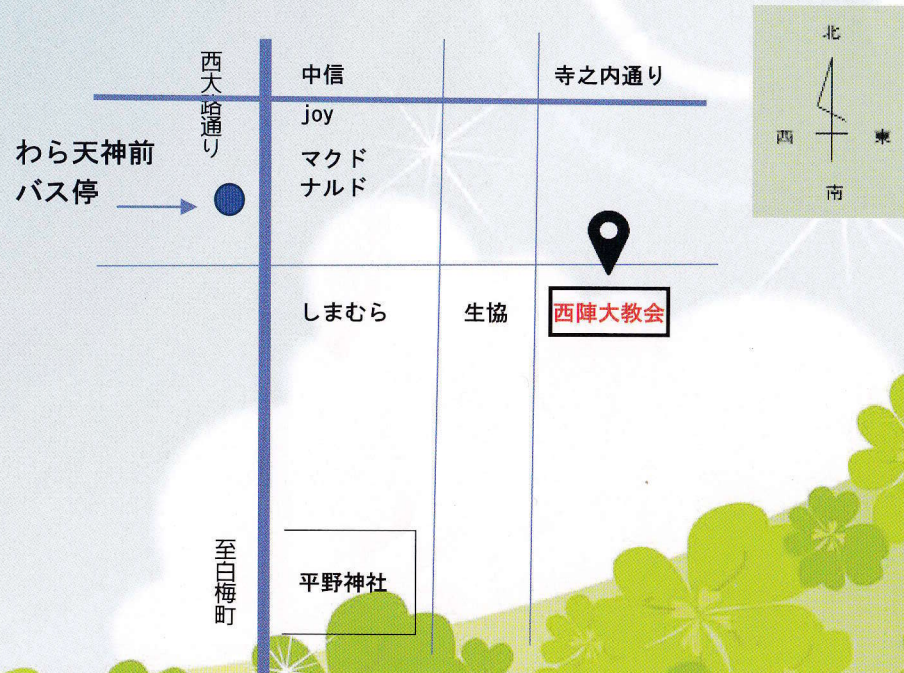 西大路通り
中信
寺之内通り
joy
マクド
ナルド
わら天神前
バス停
しまむら
生協
西陣大教会
平野神社
至白梅町
北
西
東
南